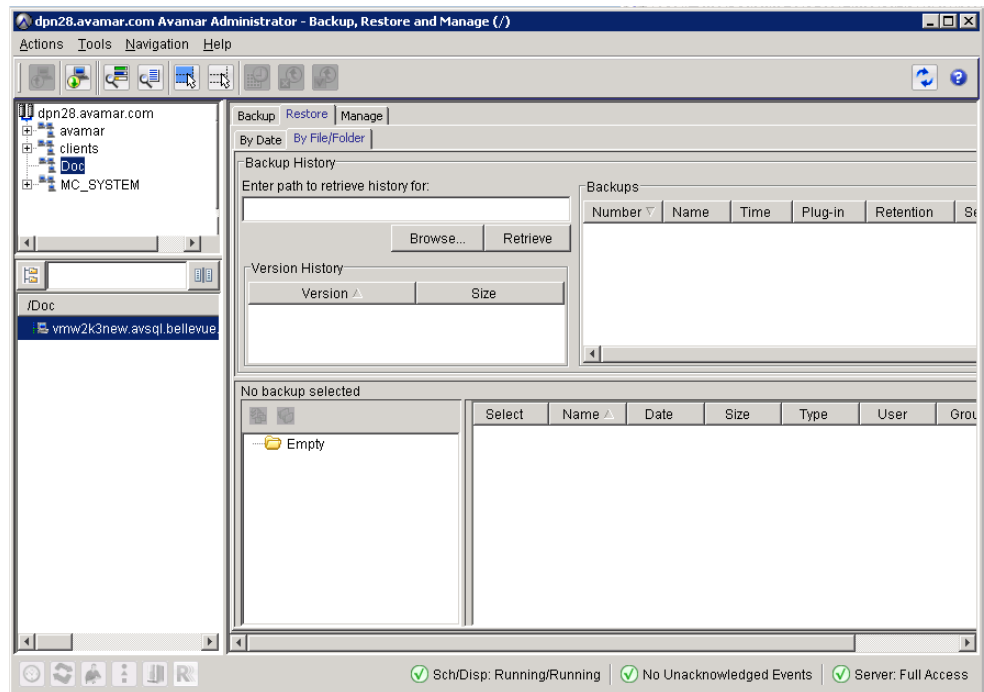 dpn28.avamar.com Avamar Administrator - Backup, Restore and Manage (/)
Actions Tools Navigation Help
dpn28.avamar.com
avamar
clients
Doc
MC_SYSTEM
/Doc
vmw2k3new.avsql.bellevue.
Backup Restore Manage
By Date By File/Folder
Backup History
Enter path to retrieve history for:
Browse... Retrieve
Version History
Version Size
Backups
Number Name Time Plug-in Retention Se
No backup selected
Empty
Select Name Date Size Type User Grou
Sch/Disp: Running/Running No Unacknowledged Events Server: Full Access